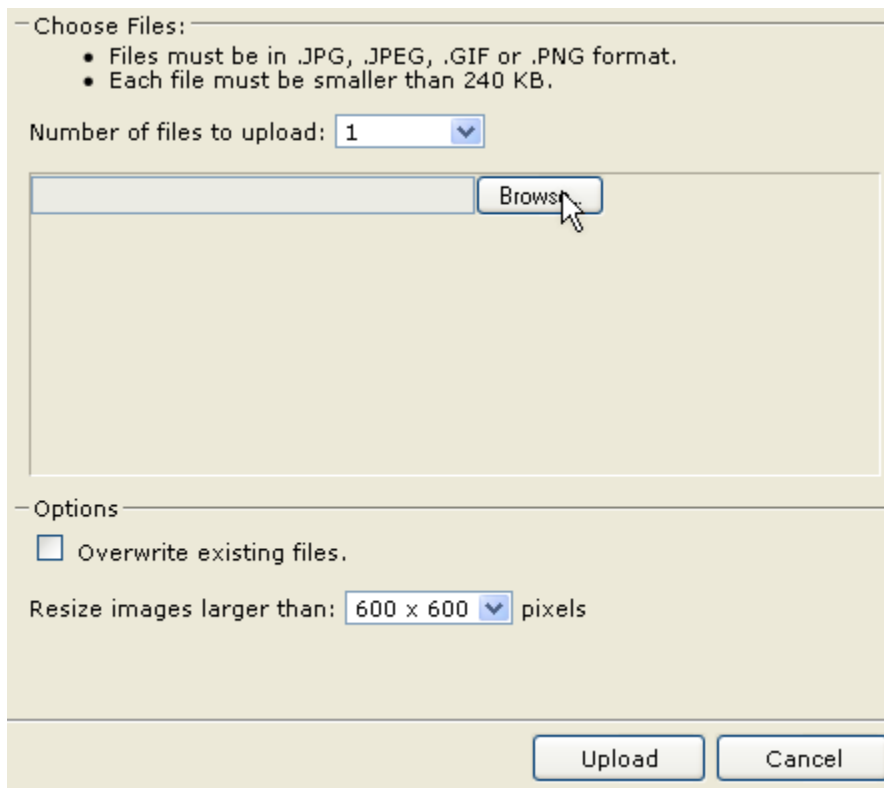 Choose Files:
• Files must be in .JPG, .JPEG, .GIF or .PNG format.
• Each file must be smaller than 240 KB.
Number of files to upload: 1
Browse..
Options
Overwrite existing files.
Resize images larger than: 600 x 600 pixels
Upload Cancel